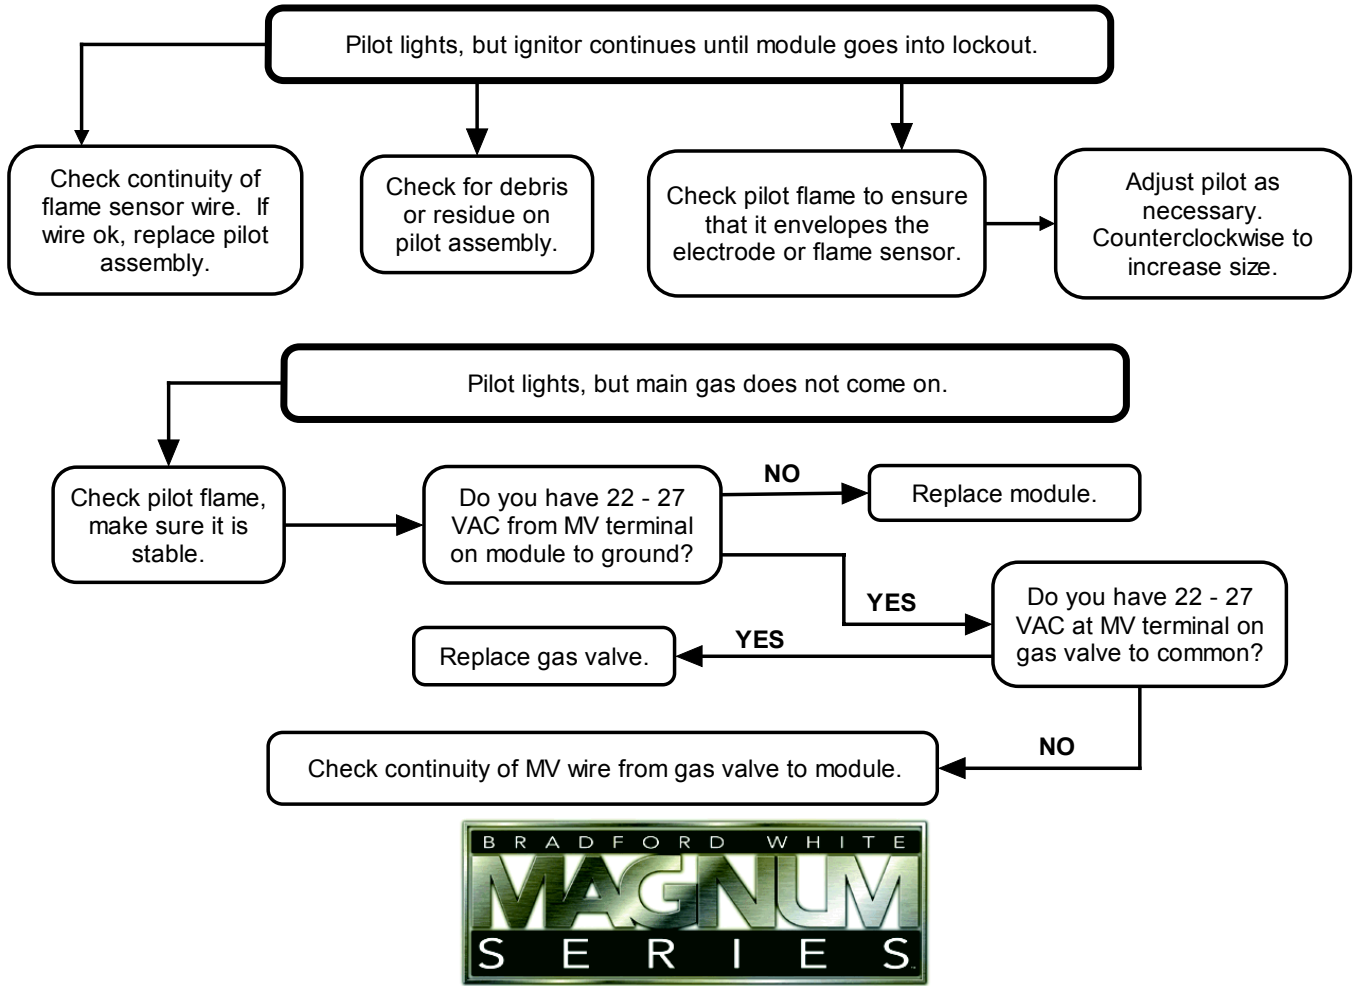 Pilot lights, but ignitor continues until module goes into lockout.
Check continuity of
flame sensor wire.  If
wire ok, replace pilot
assembly.
Check for debris
or residue on
pilot assembly.
Check pilot flame to ensure
that it envelopes the
electrode or flame sensor.
Adjust pilot as
necessary.
Counterclockwise to
increase size.
Pilot lights, but main gas does not come on.
Check pilot flame,
make sure it is
stable.
Do you have 22 - 27
VAC from MV terminal
on module to ground?
NO
Replace module.
YES
Do you have 22 - 27
VAC at MV terminal on
gas valve to common?
YES
Replace gas valve.
NO
Check continuity of MV wire from gas valve to module.
BRADFORD WHITE
MAGNUM
SERIES